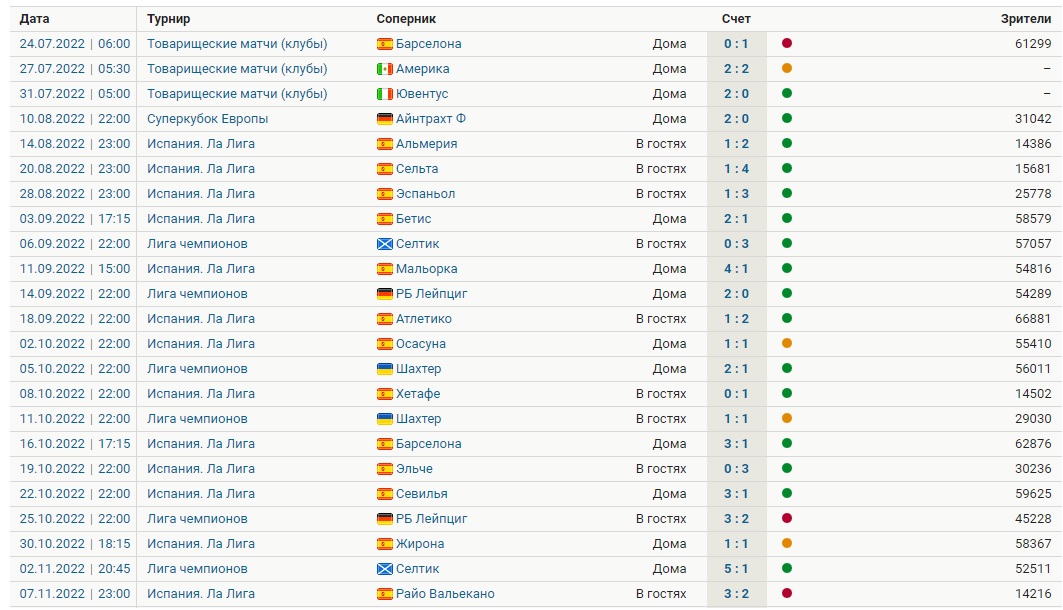 Дата Турнир Соперник Счет Зрители
24.07.2022 | 06:00 Товарищеские матчи (клубы) Барселона Дома 0 : 1 61299
27.07.2022 | 05:30 Товарищеские матчи (клубы) Америка Дома 2 : 2 –
31.07.2022 | 05:00 Товарищеские матчи (клубы) Ювентус Дома 2 : 0 –
10.08.2022 | 22:00 Суперкубок Европы Айнтрахт Ф Дома 2 : 0 31042
14.08.2022 | 23:00 Испания. Ла Лига Альмерия В гостях 1 : 2 14386
20.08.2022 | 23:00 Испания. Ла Лига Сельта В гостях 1 : 4 15681
28.08.2022 | 23:00 Испания. Ла Лига Эспаньол В гостях 1 : 3 25778
03.09.2022 | 17:15 Испания. Ла Лига Бетис Дома 2 : 1 58579
06.09.2022 | 22:00 Лига чемпионов Селтик В гостях 0 : 3 57057
11.09.2022 | 15:00 Испания. Ла Лига Мальорка Дома 4 : 1 54816
14.09.2022 | 22:00 Лига чемпионов РБ Лейпциг Дома 2 : 0 54289
18.09.2022 | 22:00 Испания. Ла Лига Атлетико В гостях 1 : 2 66881
02.10.2022 | 22:00 Испания. Ла Лига Осасуна Дома 1 : 1 55410
05.10.2022 | 22:00 Лига чемпионов Шахтер Дома 2 : 1 56011
08.10.2022 | 22:00 Испания. Ла Лига Хетафе В гостях 0 : 1 14502
11.10.2022 | 22:00 Лига чемпионов Шахтер В гостях 1 : 1 29030
16.10.2022 | 17:15 Испания. Ла Лига Барселона Дома 3 : 1 62876
19.10.2022 | 22:00 Испания. Ла Лига Эльче В гостях 0 : 3 30236
22.10.2022 | 22:00 Испания. Ла Лига Севилья Дома 3 : 1 59625
25.10.2022 | 22:00 Лига чемпионов РБ Лейпциг В гостях 3 : 2 45228
30.10.2022 | 18:15 Испания. Ла Лига Жирона Дома 1 : 1 58367
02.11.2022 | 20:45 Лига чемпионов Селтик Дома 5 : 1 52511
07.11.2022 | 23:00 Испания. Ла Лига Райо Вальекано В гостях 3 : 2 14216